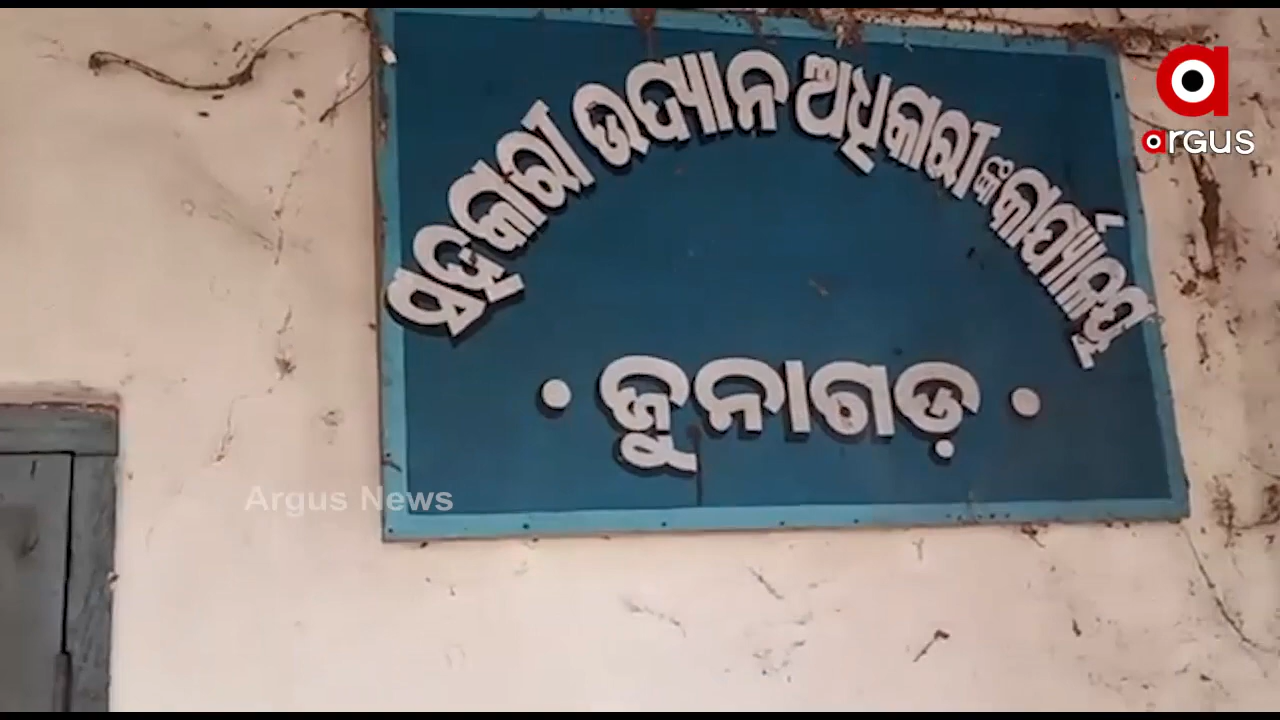 ସହକାରୀ ଉଦ୍ୟାନ ଅଧିକାରୀଙ୍କ କାର୍ଯ୍ୟାଳୟ
• ଜୁନାଗଡ଼ •
argus
Argus News